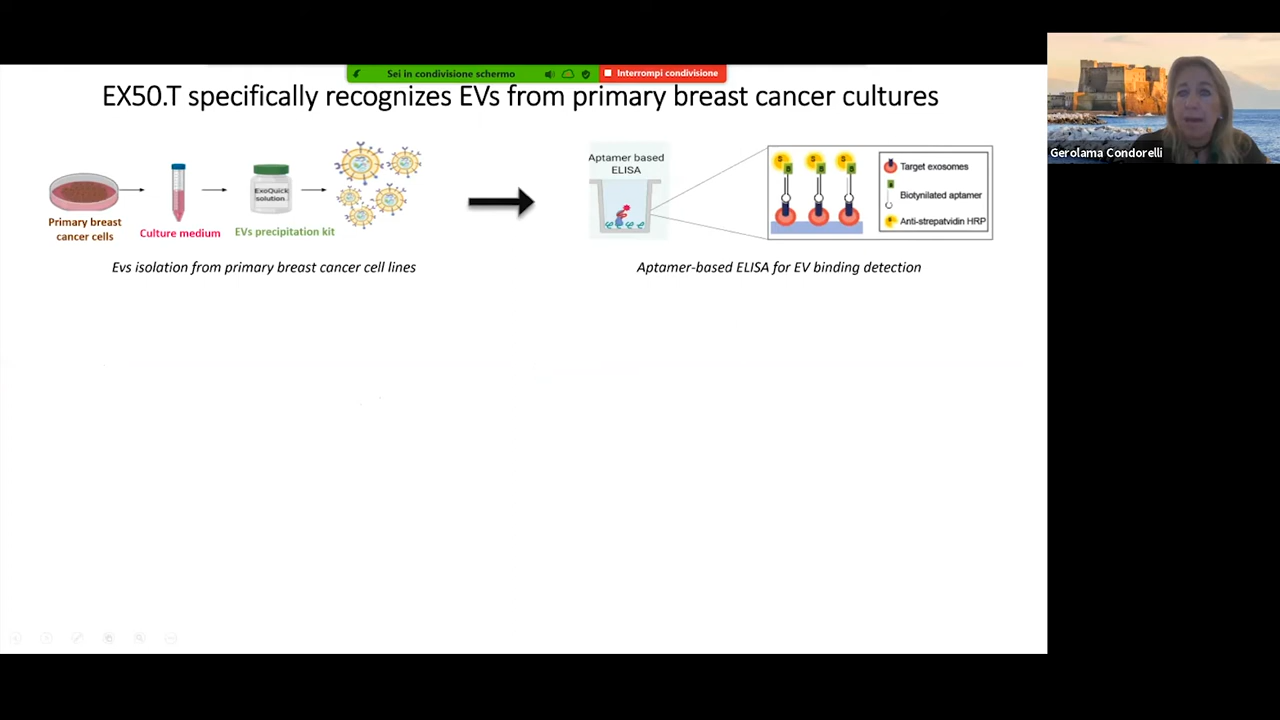 Sei in condivisione schermo
Interrompi condivisione
EX50.T specifically recognizes EVs from primary breast cancer cultures
Gerolama Condorelli
Primary breast
cancer cells
Culture medium
ExoQuick
solution
EVs precipitation kit
Evs isolation from primary breast cancer cell lines
Aptamer based
ELISA
S
B
S
B
S
B
Target exosomes
B
Biotynilated aptamer
S
Anti-strepatvidin HRP
Aptamer-based ELISA for EV binding detection